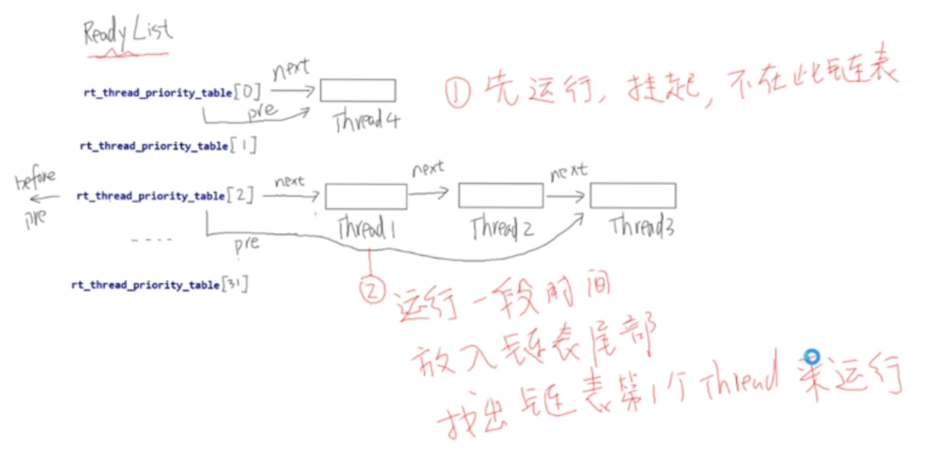 ReadyList
rt_thread_priority_table[0] next
pre
Thread4
① 先运行, 挂起, 不在此链表
rt_thread_priority_table[1]
before
pre
rt_thread_priority_table[2] next next next
Thread1 Thread2 Thread3
pre
....
rt_thread_priority_table[31]
② 运行一段时间
放入链表尾部
找出链表第1个Thread来运行